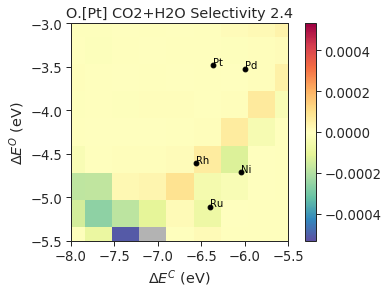 O.[Pt] CO2+H2O Selectivity 2.4
−3.0
−3.5
−4.0
−4.5
−5.0
−5.5
ΔE^O (eV)
Pt
Pd
Rh
Ni
Ru
−8.0 −7.5 −7.0 −6.5 −6.0 −5.5
ΔE^C (eV)
0.0004
0.0002
0.0000
−0.0002
−0.0004